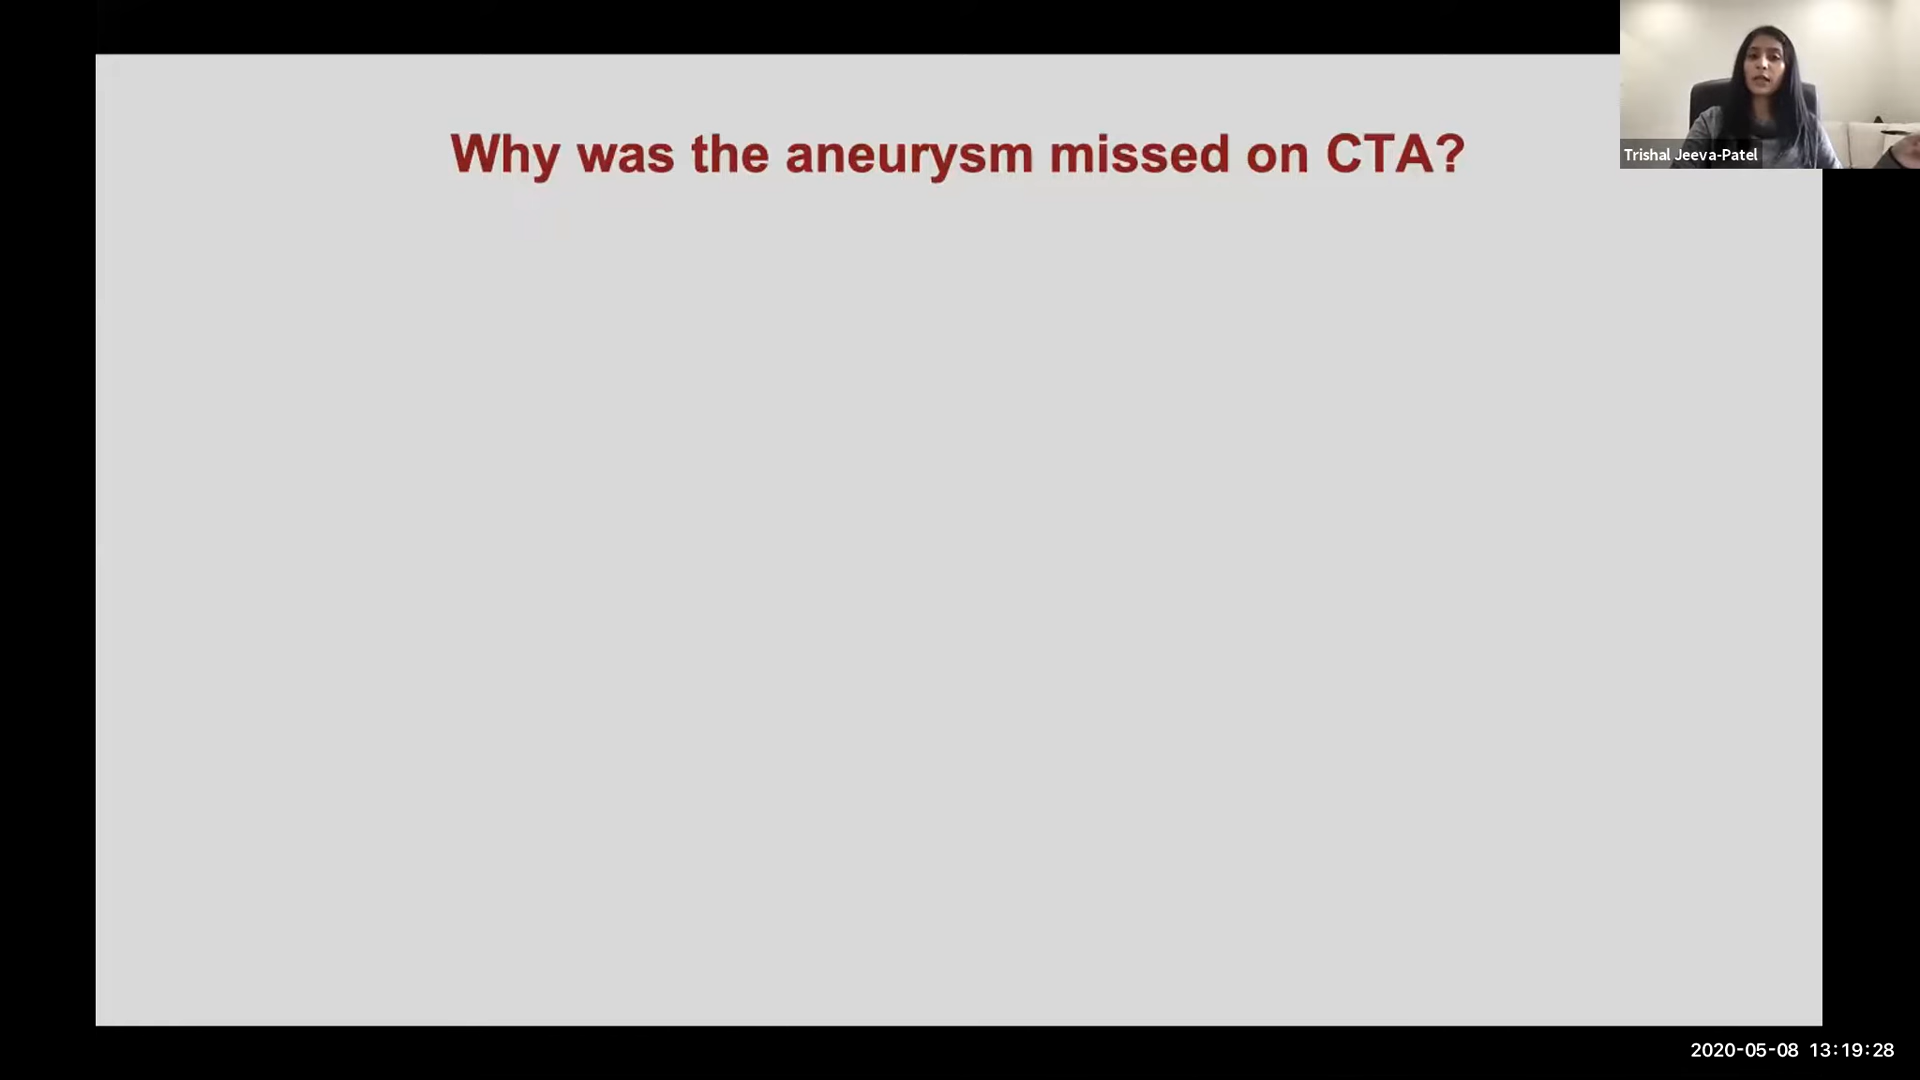 Why was the aneurysm missed on CTA?
Trishal Jeeva-Patel
2020-05-08 13:19:28